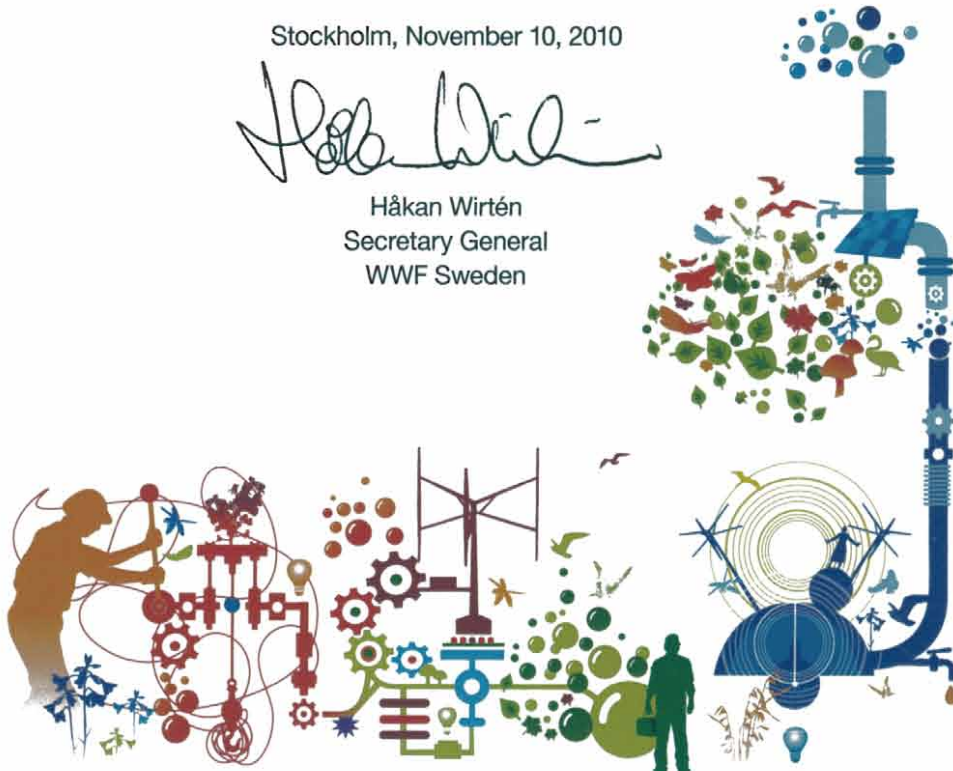 Stockholm, November 10, 2010
Håkan Wirtén
Secretary General
WWF Sweden